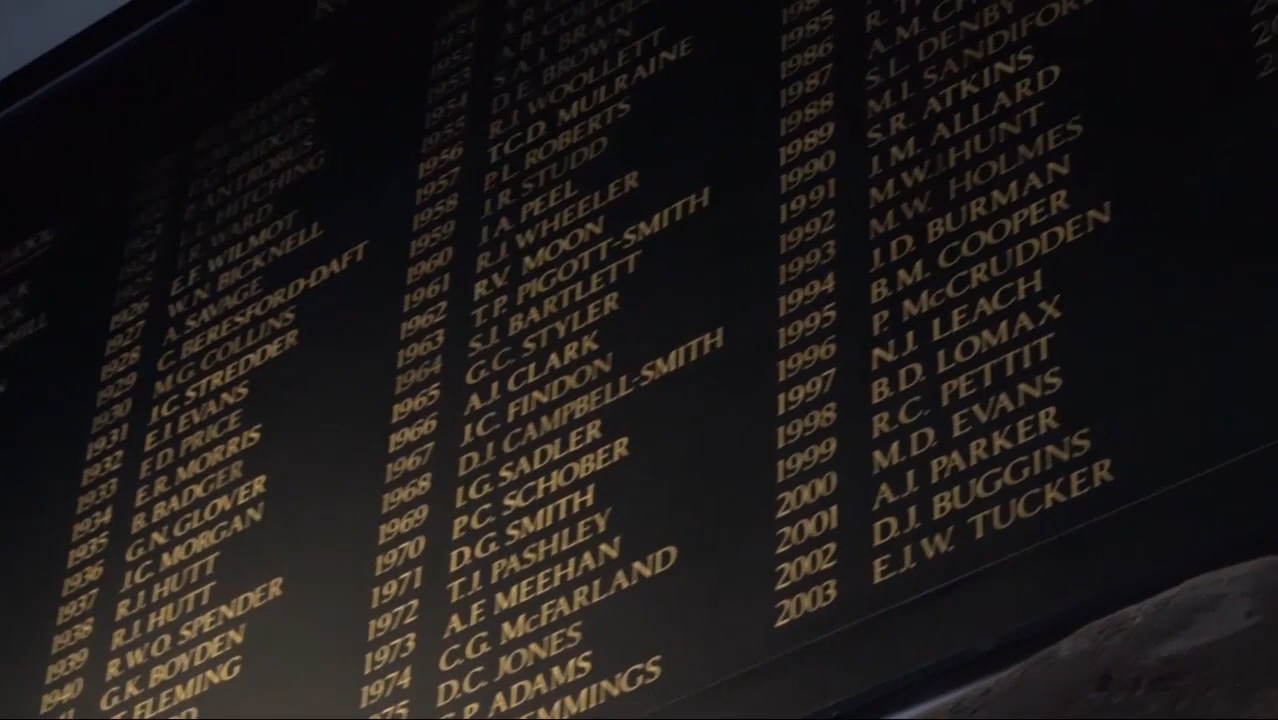 BRIDGES
P. ANTROBUS
HITCHING
WARD
1926 E.F. WILMOT
1927 W.N. BICKNELL
1928 A. SAVAGE
1929 C. BERESFORD-DAFT
1930 M.G. COLLINS
1931 J.C. STREDDER
1932 E.J. EVANS
1933 F.D. PRICE
1934 E.R. MORRIS
1935 B. BADGER
1936 G.N. GLOVER
1937 J.C. MORGAN
1938 R.J. HUTT
1939 R.J. HUTT
1940 R.W.O. SPENDER
G.K. BOYDEN
FLEMING
1953
1954 S.A.J.
1955 D.E. BROWN
1956 R.J. WOOLLETT
1957 T.C.D. MULRAINE
1958 P.L. ROBERTS
1959 J.R. STUDD
1960 J.A. PEEL
1961 R.J. WHEELER
1962 R.V. MOON
1963 T.P. PIGOTT-SMITH
1964 S.J. BARTLETT
1965 G.C. STYLER
1966 A.J. CLARK
1967 J.C. FINDON
1968 D.J. CAMPBELL-SMITH
1969 I.G. SADLER
1970 P.C. SCHOBER
1971 D.G. SMITH
1972 T.J. PASHLEY
1973 A.F. MEEHAN
1974 C.G. McFARLAND
D.C. JONES
ADAMS
1985
1986 R.
1987 A.M.
1988 S.L. DENBY
1989 M.I. SANDIFORD
1990 S.R. ATKINS
1991 J.M. ALLARD
1992 M.W.J.HUNT
1993 M.W. HOLMES
1994 J.D. BURMAN
1995 B.M. COOPER
1996 P. McCRUDDEN
1997 N.J. LEACH
1998 B.D. LOMAX
1999 R.C. PETTIT
2000 M.D. EVANS
2001 A.J. PARKER
2002 D.J. BUGGINS
2003 E.J.W. TUCKER